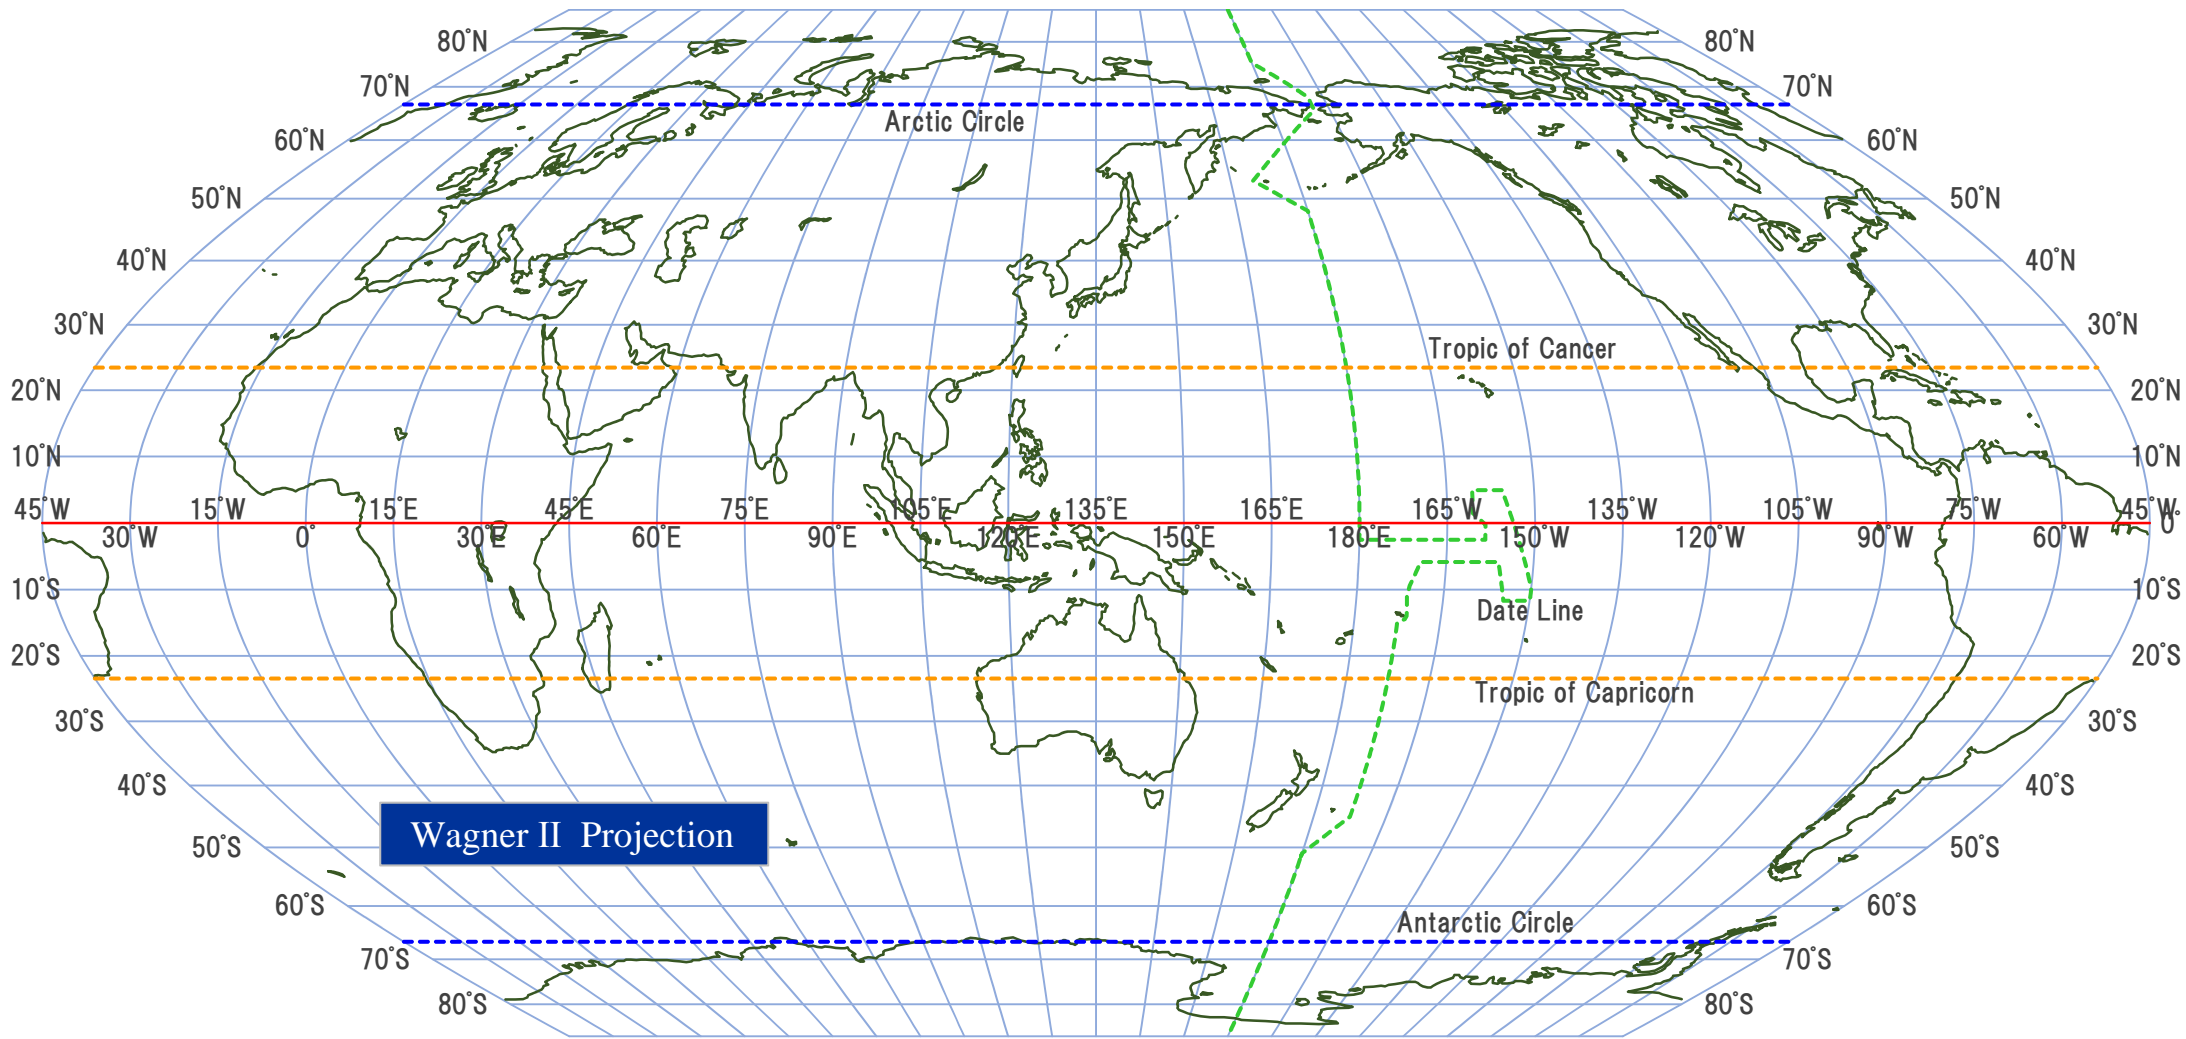 80°N 80°N
70°N 70°N
Arctic Circle
60°N 60°N
50°N 50°N
40°N 40°N
30°N 30°N
Tropic of Cancer
20°N 20°N
10°N 10°N
45°W 15°W 15°E 45°E 75°E 105°E 135°E 165°E 165°W 135°W 105°W 75°W 45°W
0°
30°W 0° 30°E 60°E 90°E 120°E 150°E 180°E 150°W 120°W 90°W 60°W
10°S 10°S
Date Line
20°S 20°S
Tropic of Capricorn
30°S 30°S
40°S 40°S
Wagner II Projection
50°S 50°S
60°S 60°S
Antarctic Circle
70°S 70°S
80°S 80°S